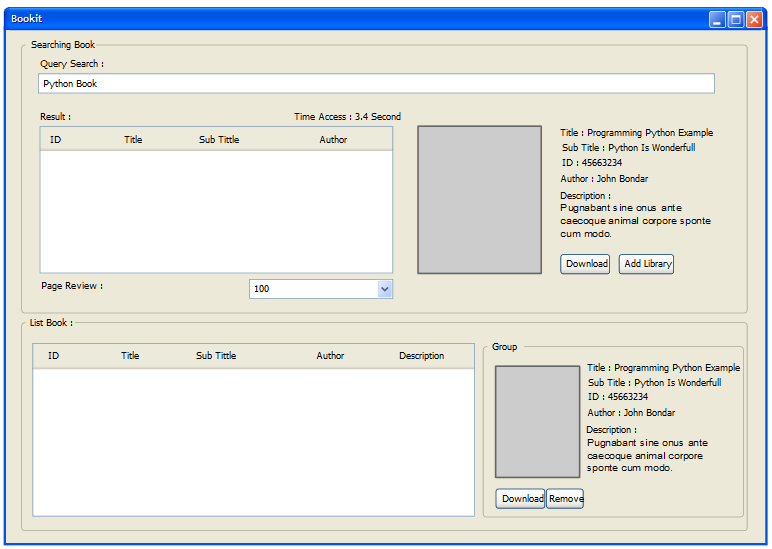 Bookit
Searching Book
Query Search :
Python Book
Result :
Time Access : 3.4 Second
ID Title Sub Tittle Author
Title : Programming Python Example
Sub Title : Python Is Wonderfull
ID : 45663234
Author : John Bondar
Description :
Pugnabant sine onus ante
caecoque animal corpore sponte
cum modo.
Download Add Library
Page Review :
100
List Book :
ID Title Sub Tittle Author Description
Group
Title : Programming Python Example
Sub Title : Python Is Wonderfull
ID : 45663234
Author : John Bondar
Description :
Pugnabant sine onus ante
caecoque animal corpore
sponte cum modo.
Download Remove